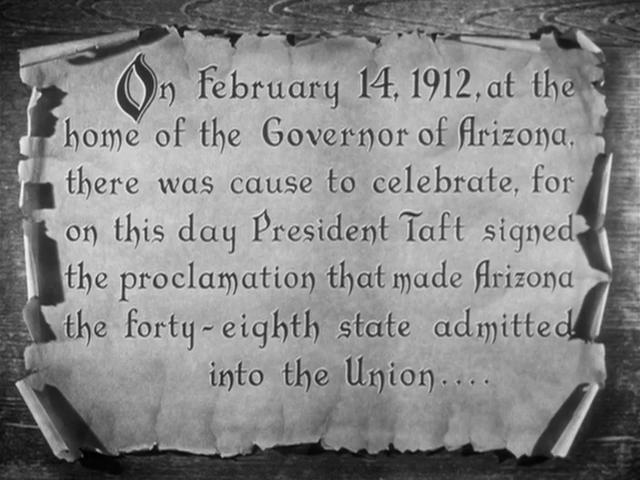 On February 14, 1912, at the
home of the Governor of Arizona,
there was cause to celebrate, for
on this day President Taft signed
the proclamation that made Arizona
the forty-eighth state admitted
into the Union....